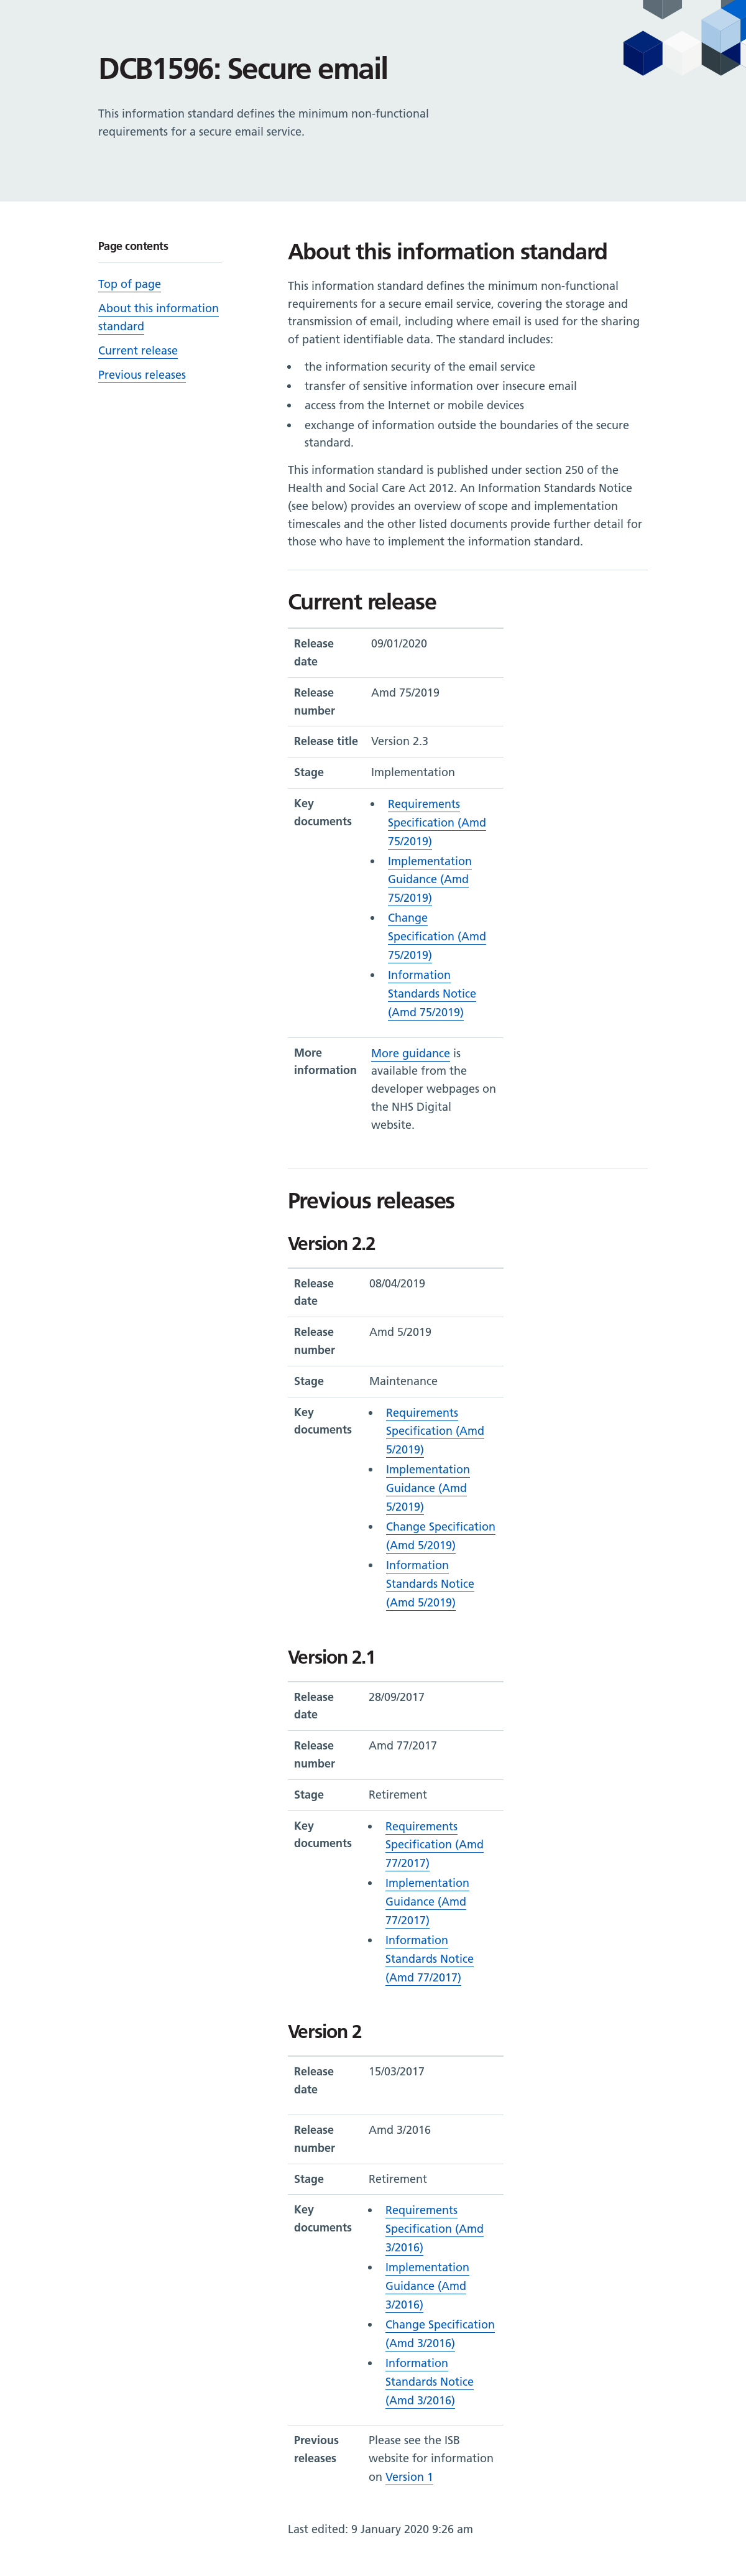 DCB1596: Secure email
This information standard defines the minimum non-functional
requirements for a secure email service.
Page contents
Top of page
About this information
standard
Current release
Previous releases
About this information standard
This information standard defines the minimum non-functional
requirements for a secure email service, covering the storage and
transmission of email, including where email is used for the sharing
of patient identifiable data. The standard includes:
• the information security of the email service
• transfer of sensitive information over insecure email
• access from the Internet or mobile devices
• exchange of information outside the boundaries of the secure
standard.
This information standard is published under section 250 of the
Health and Social Care Act 2012. An Information Standards Notice
(see below) provides an overview of scope and implementation
timescales and the other listed documents provide further detail for
those who have to implement the information standard.
Current release
Release 09/01/2020
date
Release Amd 75/2019
number
Release title Version 2.3
Stage Implementation
Key • Requirements
documents Specification (Amd
75/2019)
• Implementation
Guidance (Amd
75/2019)
• Change
Specification (Amd
75/2019)
• Information
Standards Notice
(Amd 75/2019)
More More guidance is
information available from the
developer webpages on
the NHS Digital
website.
Previous releases
Version 2.2
Release 08/04/2019
date
Release Amd 5/2019
number
Stage Maintenance
Key • Requirements
documents Specification (Amd
5/2019)
• Implementation
Guidance (Amd
5/2019)
• Change Specification
(Amd 5/2019)
• Information
Standards Notice
(Amd 5/2019)
Version 2.1
Release 28/09/2017
date
Release Amd 77/2017
number
Stage Retirement
Key • Requirements
documents Specification (Amd
77/2017)
• Implementation
Guidance (Amd
77/2017)
• Information
Standards Notice
(Amd 77/2017)
Version 2
Release 15/03/2017
date
Release Amd 3/2016
number
Stage Retirement
Key • Requirements
documents Specification (Amd
3/2016)
• Implementation
Guidance (Amd
3/2016)
• Change Specification
(Amd 3/2016)
• Information
Standards Notice
(Amd 3/2016)
Previous Please see the ISB
releases website for information
on Version 1
Last edited: 9 January 2020 9:26 am